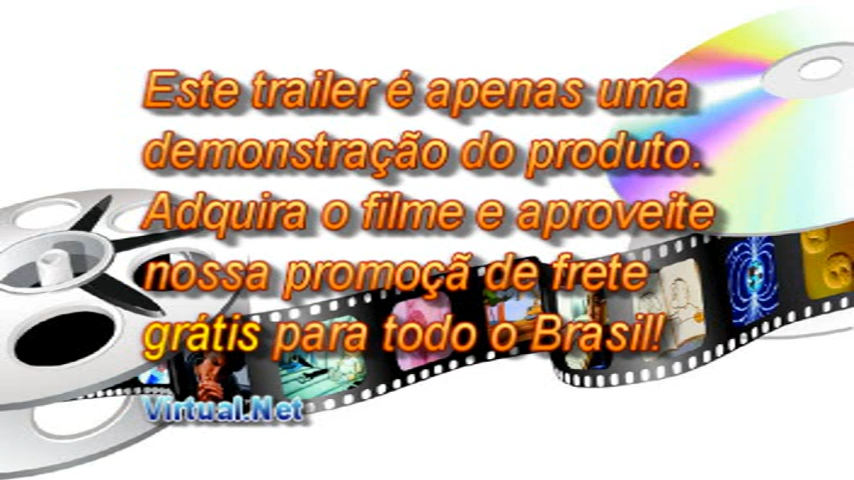 Este trailer é apenas uma
demonstração do produto.
Adquira o filme e aproveite
nossa promoçã de frete
grátis para todo o Brasil!
Virtual.Net